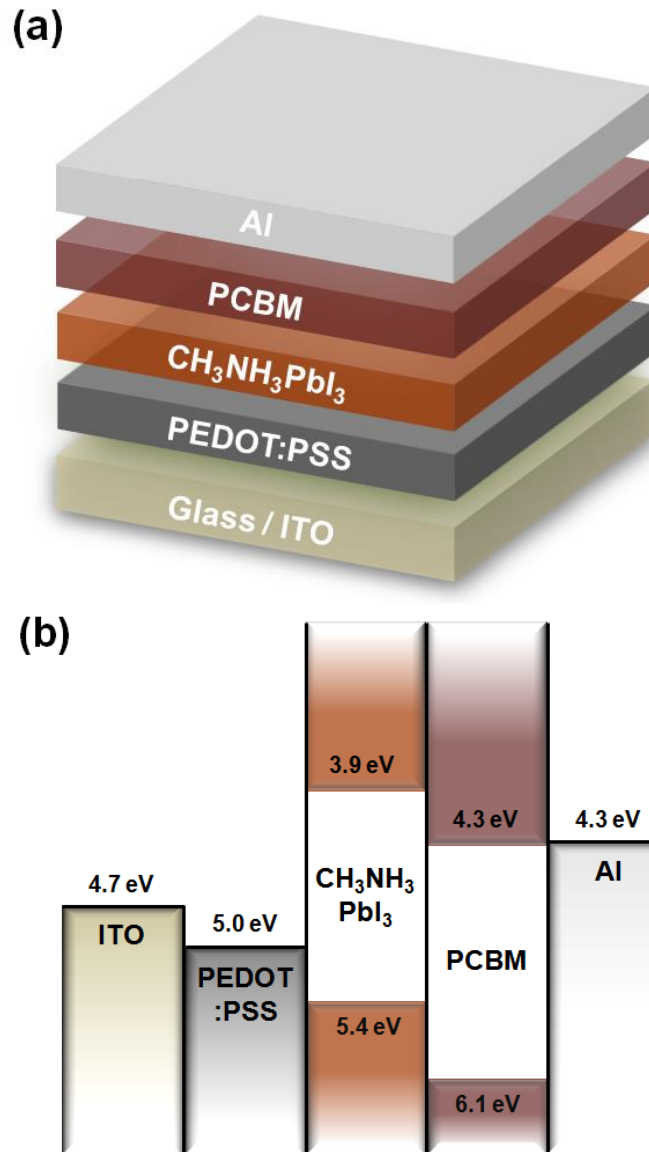 (a)
Al
PCBM
CH₃NH₃PbI₃
PEDOT:PSS
Glass / ITO
(b)
3.9 eV
4.3 eV
4.3 eV
4.7 eV
Al
CH₃NH₃
PbI₃
5.0 eV
ITO
PCBM
PEDOT
:PSS
5.4 eV
6.1 eV